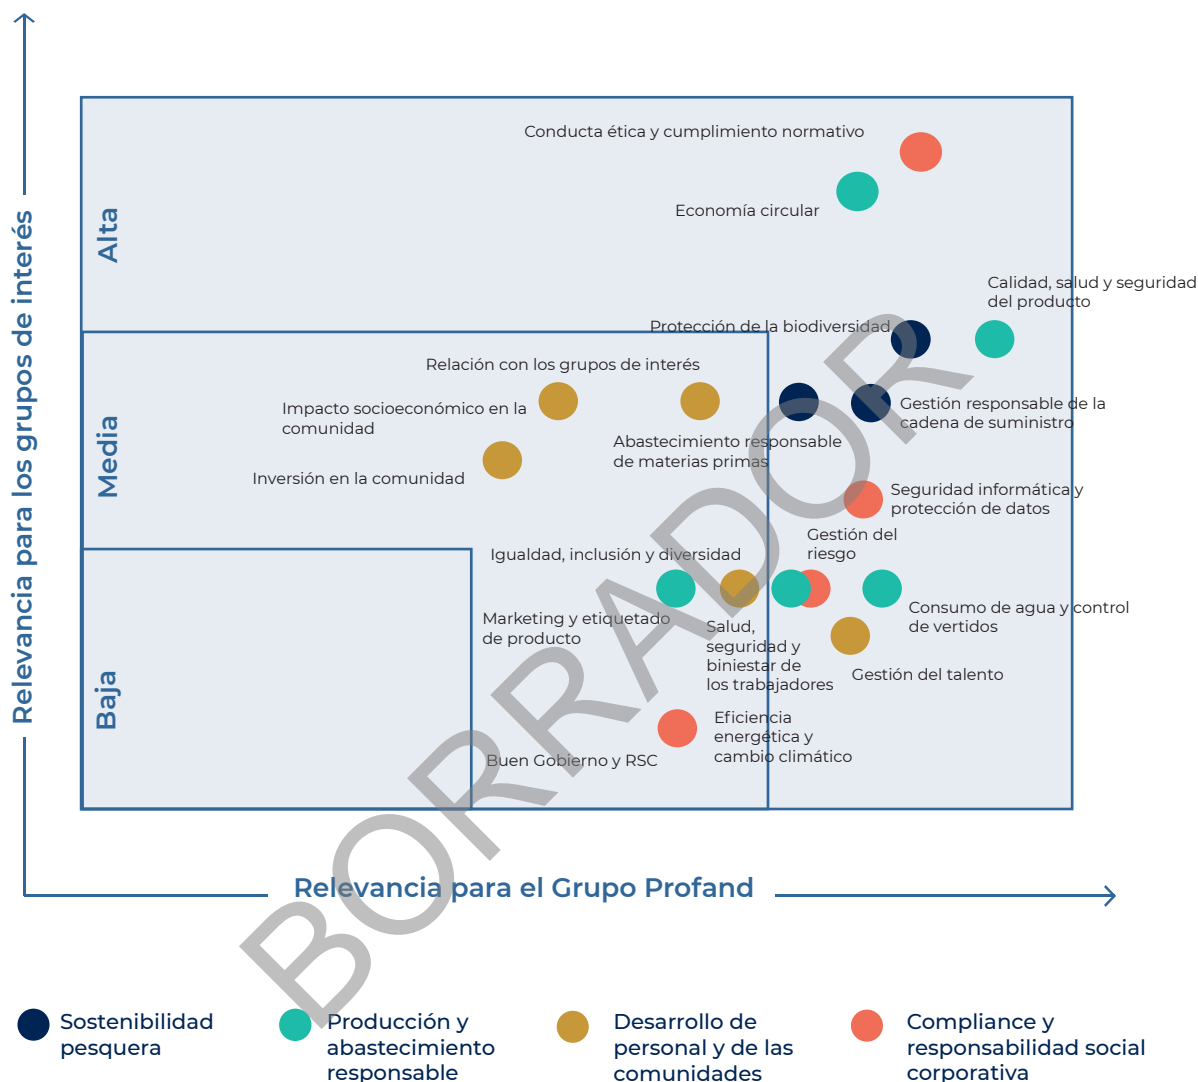 Conducta ética y cumplimiento normativo
Economía circular
Calidad, salud y seguridad
del producto
Protección de la biodiversidad
Relación con los grupos de interés
Impacto socioeconómico en la
comunidad
Gestión responsable de la
cadena de suministro
Abastecimiento responsable
de materias primas
Inversión en la comunidad
Seguridad informática y
protección de datos
Gestión del
riesgo
Igualdad, inclusión y diversidad
Marketing y etiquetado
de producto
Salud,
seguridad y
biniestar de
los trabajadores
Consumo de agua y control
de vertidos
Gestión del talento
Eficiencia
energética y
cambio climático
Buen Gobierno y RSC
Alta
Media
Baja
Relevancia para los grupos de interés
Relevancia para el Grupo Profand
BORRADOR
Sostenibilidad
pesquera
Producción y
abastecimiento
responsable
Desarrollo de
personal y de las
comunidades
Compliance y
responsabilidad social
corporativa